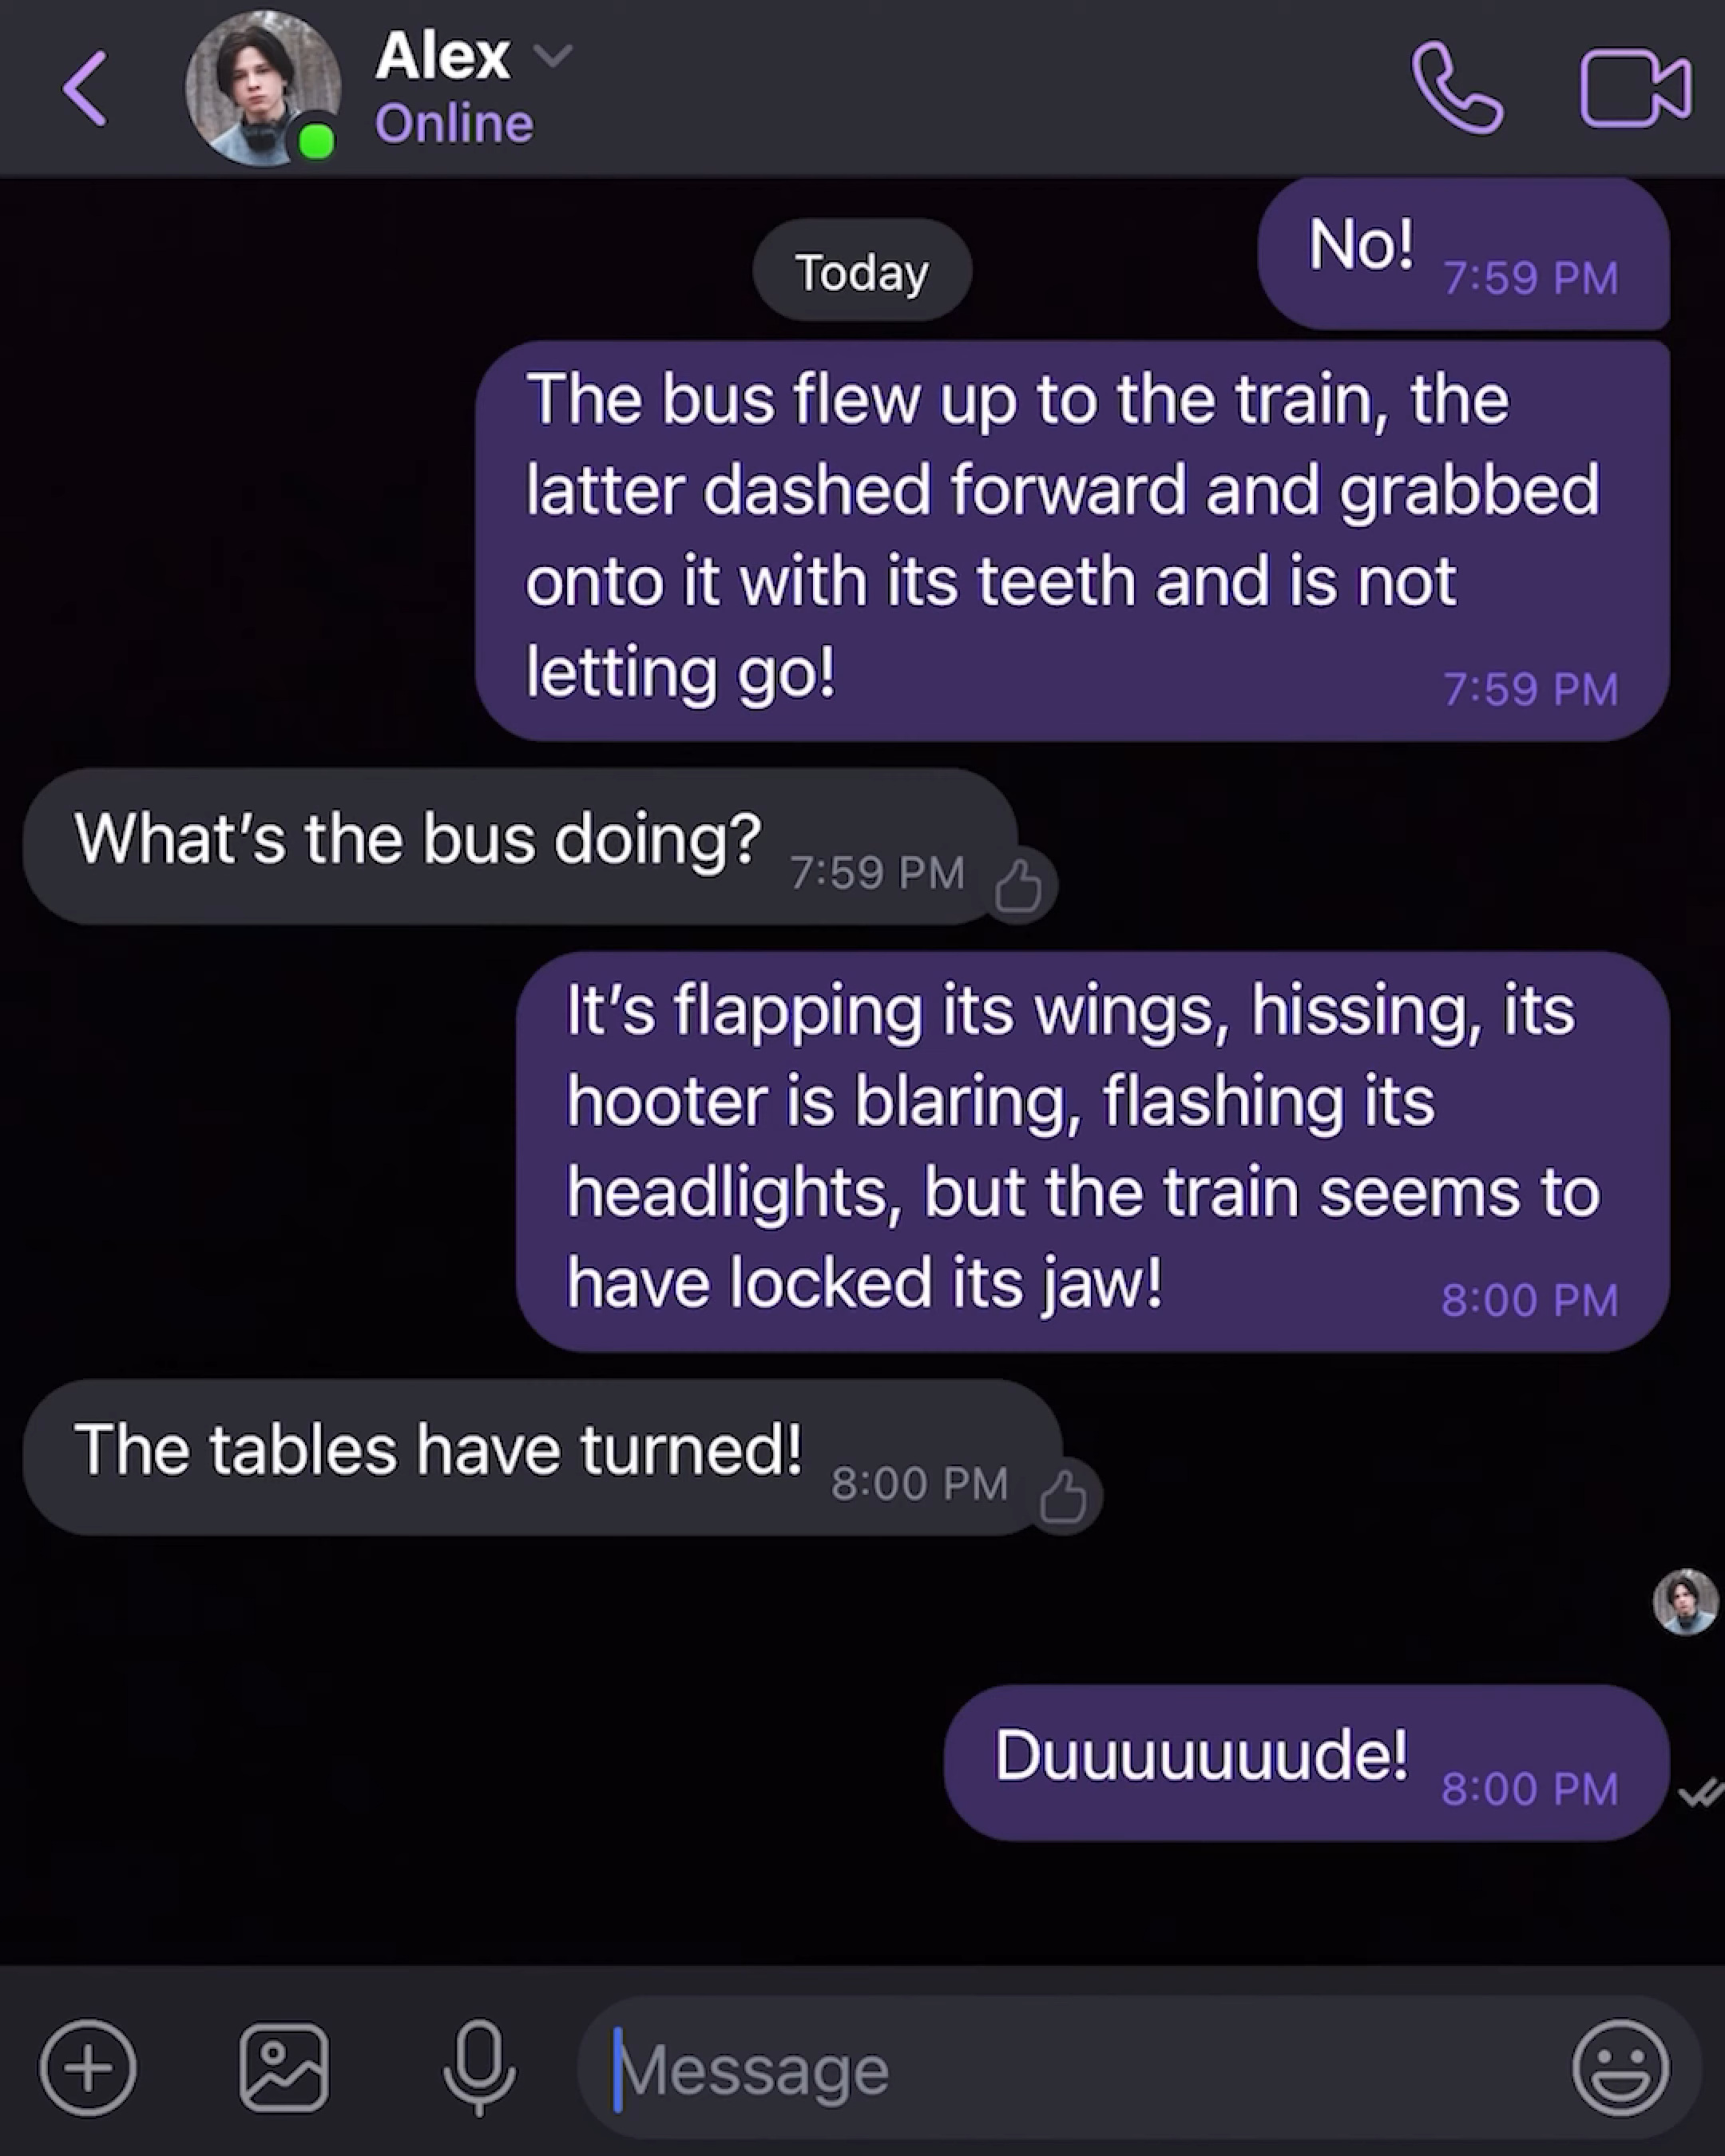 Alex
Online
No!
7:59 PM
Today
The bus flew up to the train, the
latter dashed forward and grabbed
onto it with its teeth and is not
letting go!
7:59 PM
What’s the bus doing?
7:59 PM
It’s flapping its wings, hissing, its
hooter is blaring, flashing its
headlights, but the train seems to
have locked its jaw!
8:00 PM
The tables have turned!
8:00 PM
Duuuuuuude!
8:00 PM
Message